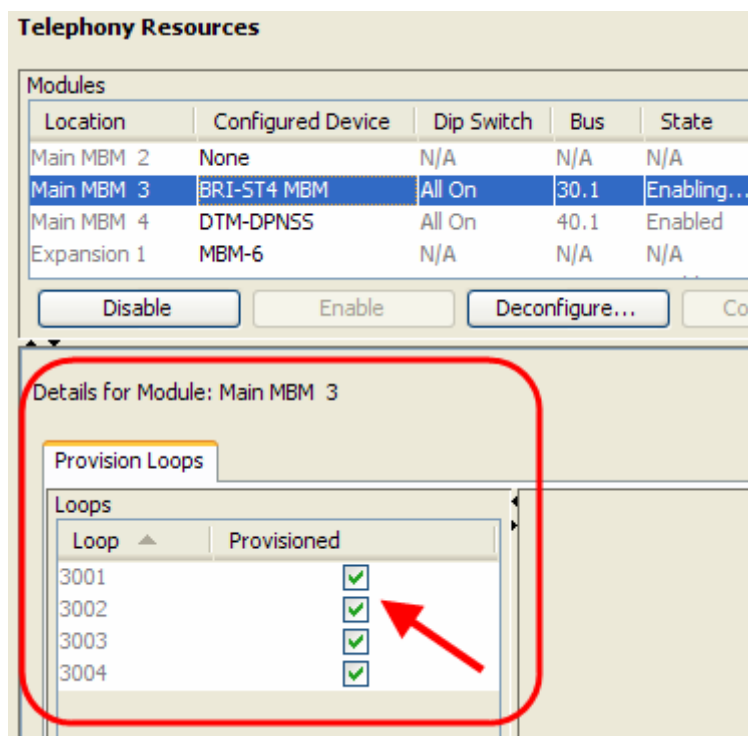 Telephony Resources
Modules
Location Configured Device Dip Switch Bus State
Main MBM 2 None N/A N/A N/A
Main MBM 3 BRI-ST4 MBM All On 30.1 Enabling...
Main MBM 4 DTM-DPNSS All On 40.1 Enabled
Expansion 1 MBM-6 N/A N/A N/A
Disable Enable Deconfigure... Co
Details for Module: Main MBM 3
Provision Loops
Loops
Loop Provisioned
3001
3002
3003
3004